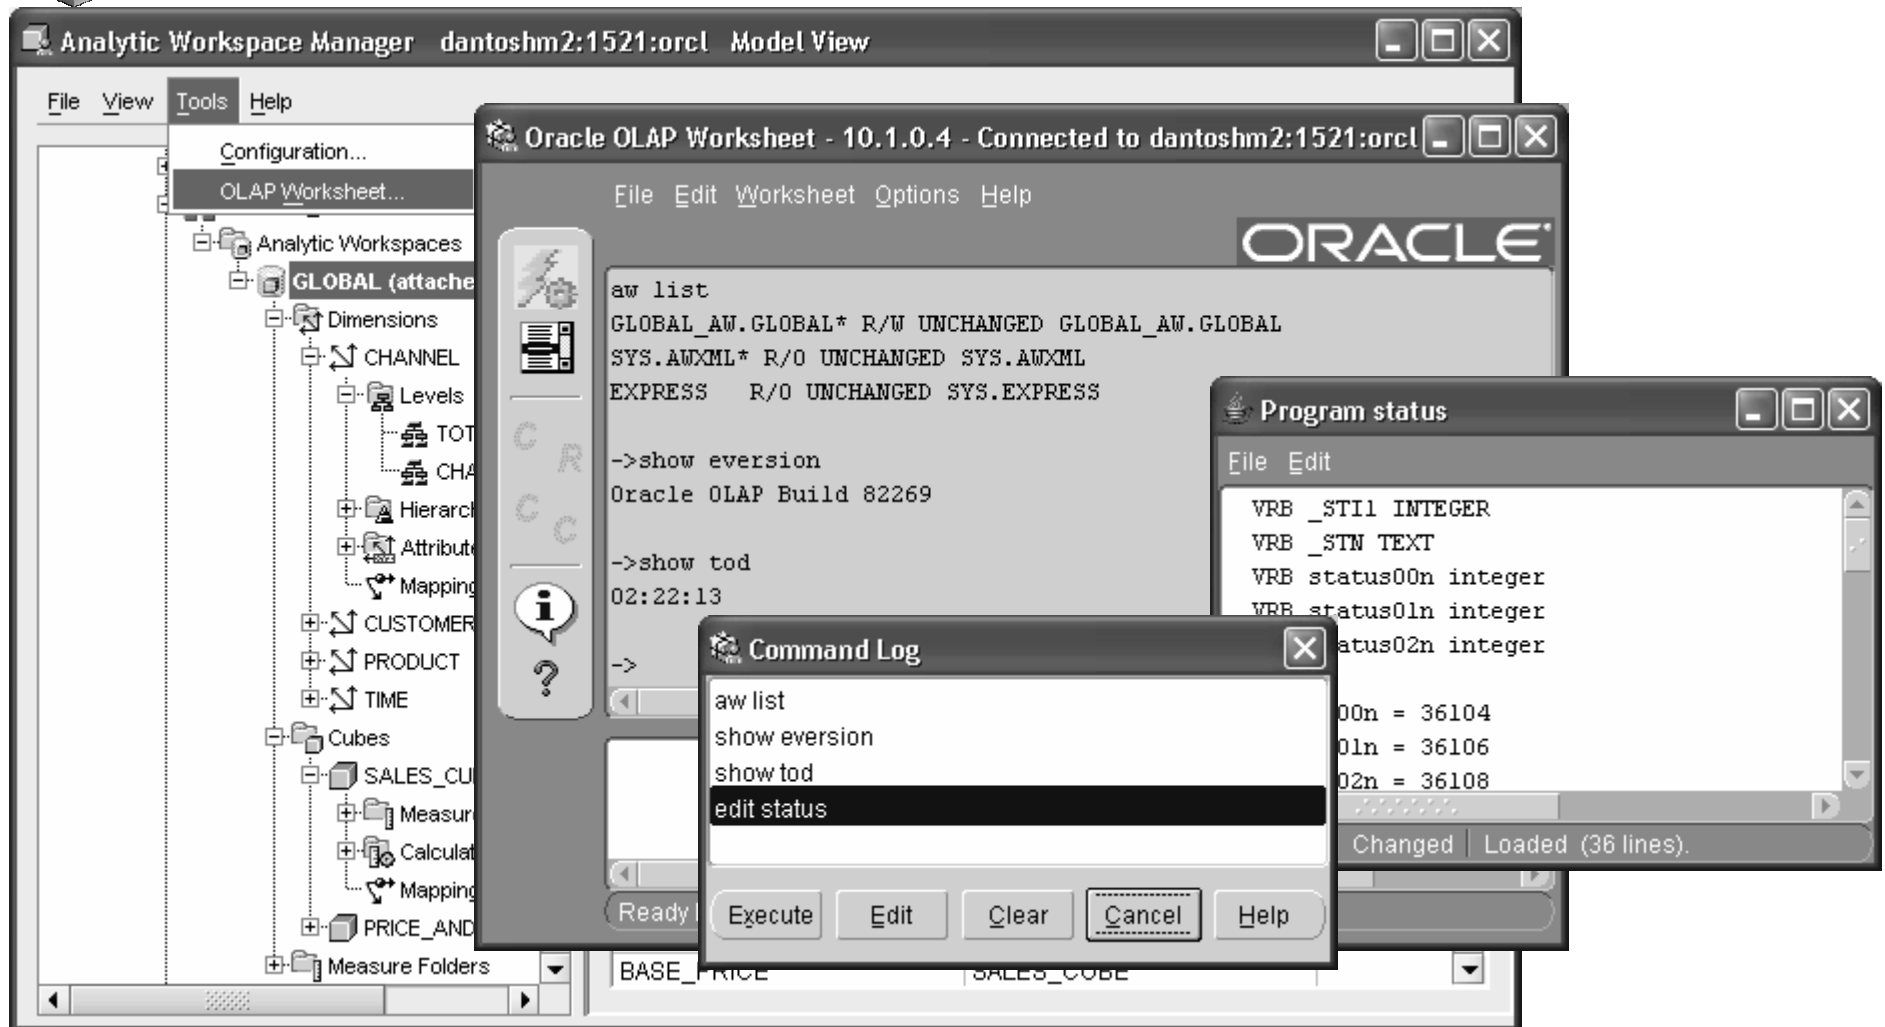 Analytic Workspace Manager dantoshm2:1521:orcl Model View
File View Tools Help
Configuration...
OLAP Worksheet...
Analytic Workspaces
GLOBAL (attache
Dimensions
CHANNEL
Levels
TOT
CHA
Hierarc
Attribut
Mapping
CUSTOMER
PRODUCT
TIME
Cubes
SALES_CU
Measur
Calculat
Mapping
PRICE_AND
Measure Folders
BASE_PRICE SALES_CUBE
Oracle OLAP Worksheet - 10.1.0.4 - Connected to dantoshm2:1521:orcl
File Edit Worksheet Options Help
ORACLE
C R
C C
aw list
GLOBAL_AW.GLOBAL* R/W UNCHANGED GLOBAL_AW.GLOBAL
SYS.AWXML* R/O UNCHANGED SYS.AWXML
EXPRESS R/O UNCHANGED SYS.EXPRESS
->show eversion
Oracle OLAP Build 82269
->show tod
02:22:13
->
Ready
Program status
File Edit
VRB _STI1 INTEGER
VRB _STN TEXT
VRB status00n integer
VRB status01n integer
atus02n integer
00n = 36104
01n = 36106
02n = 36108
Changed Loaded (36 lines).
Command Log
aw list
show eversion
show tod
edit status
Execute Edit Clear Cancel Help